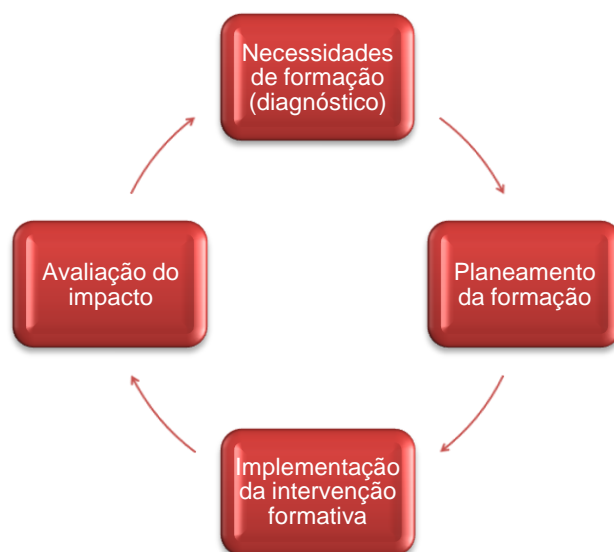 Necessidades
de formação
(diagnóstico)
Planeamento
da formação
Implementação
da intervenção
formativa
Avaliação do
impacto